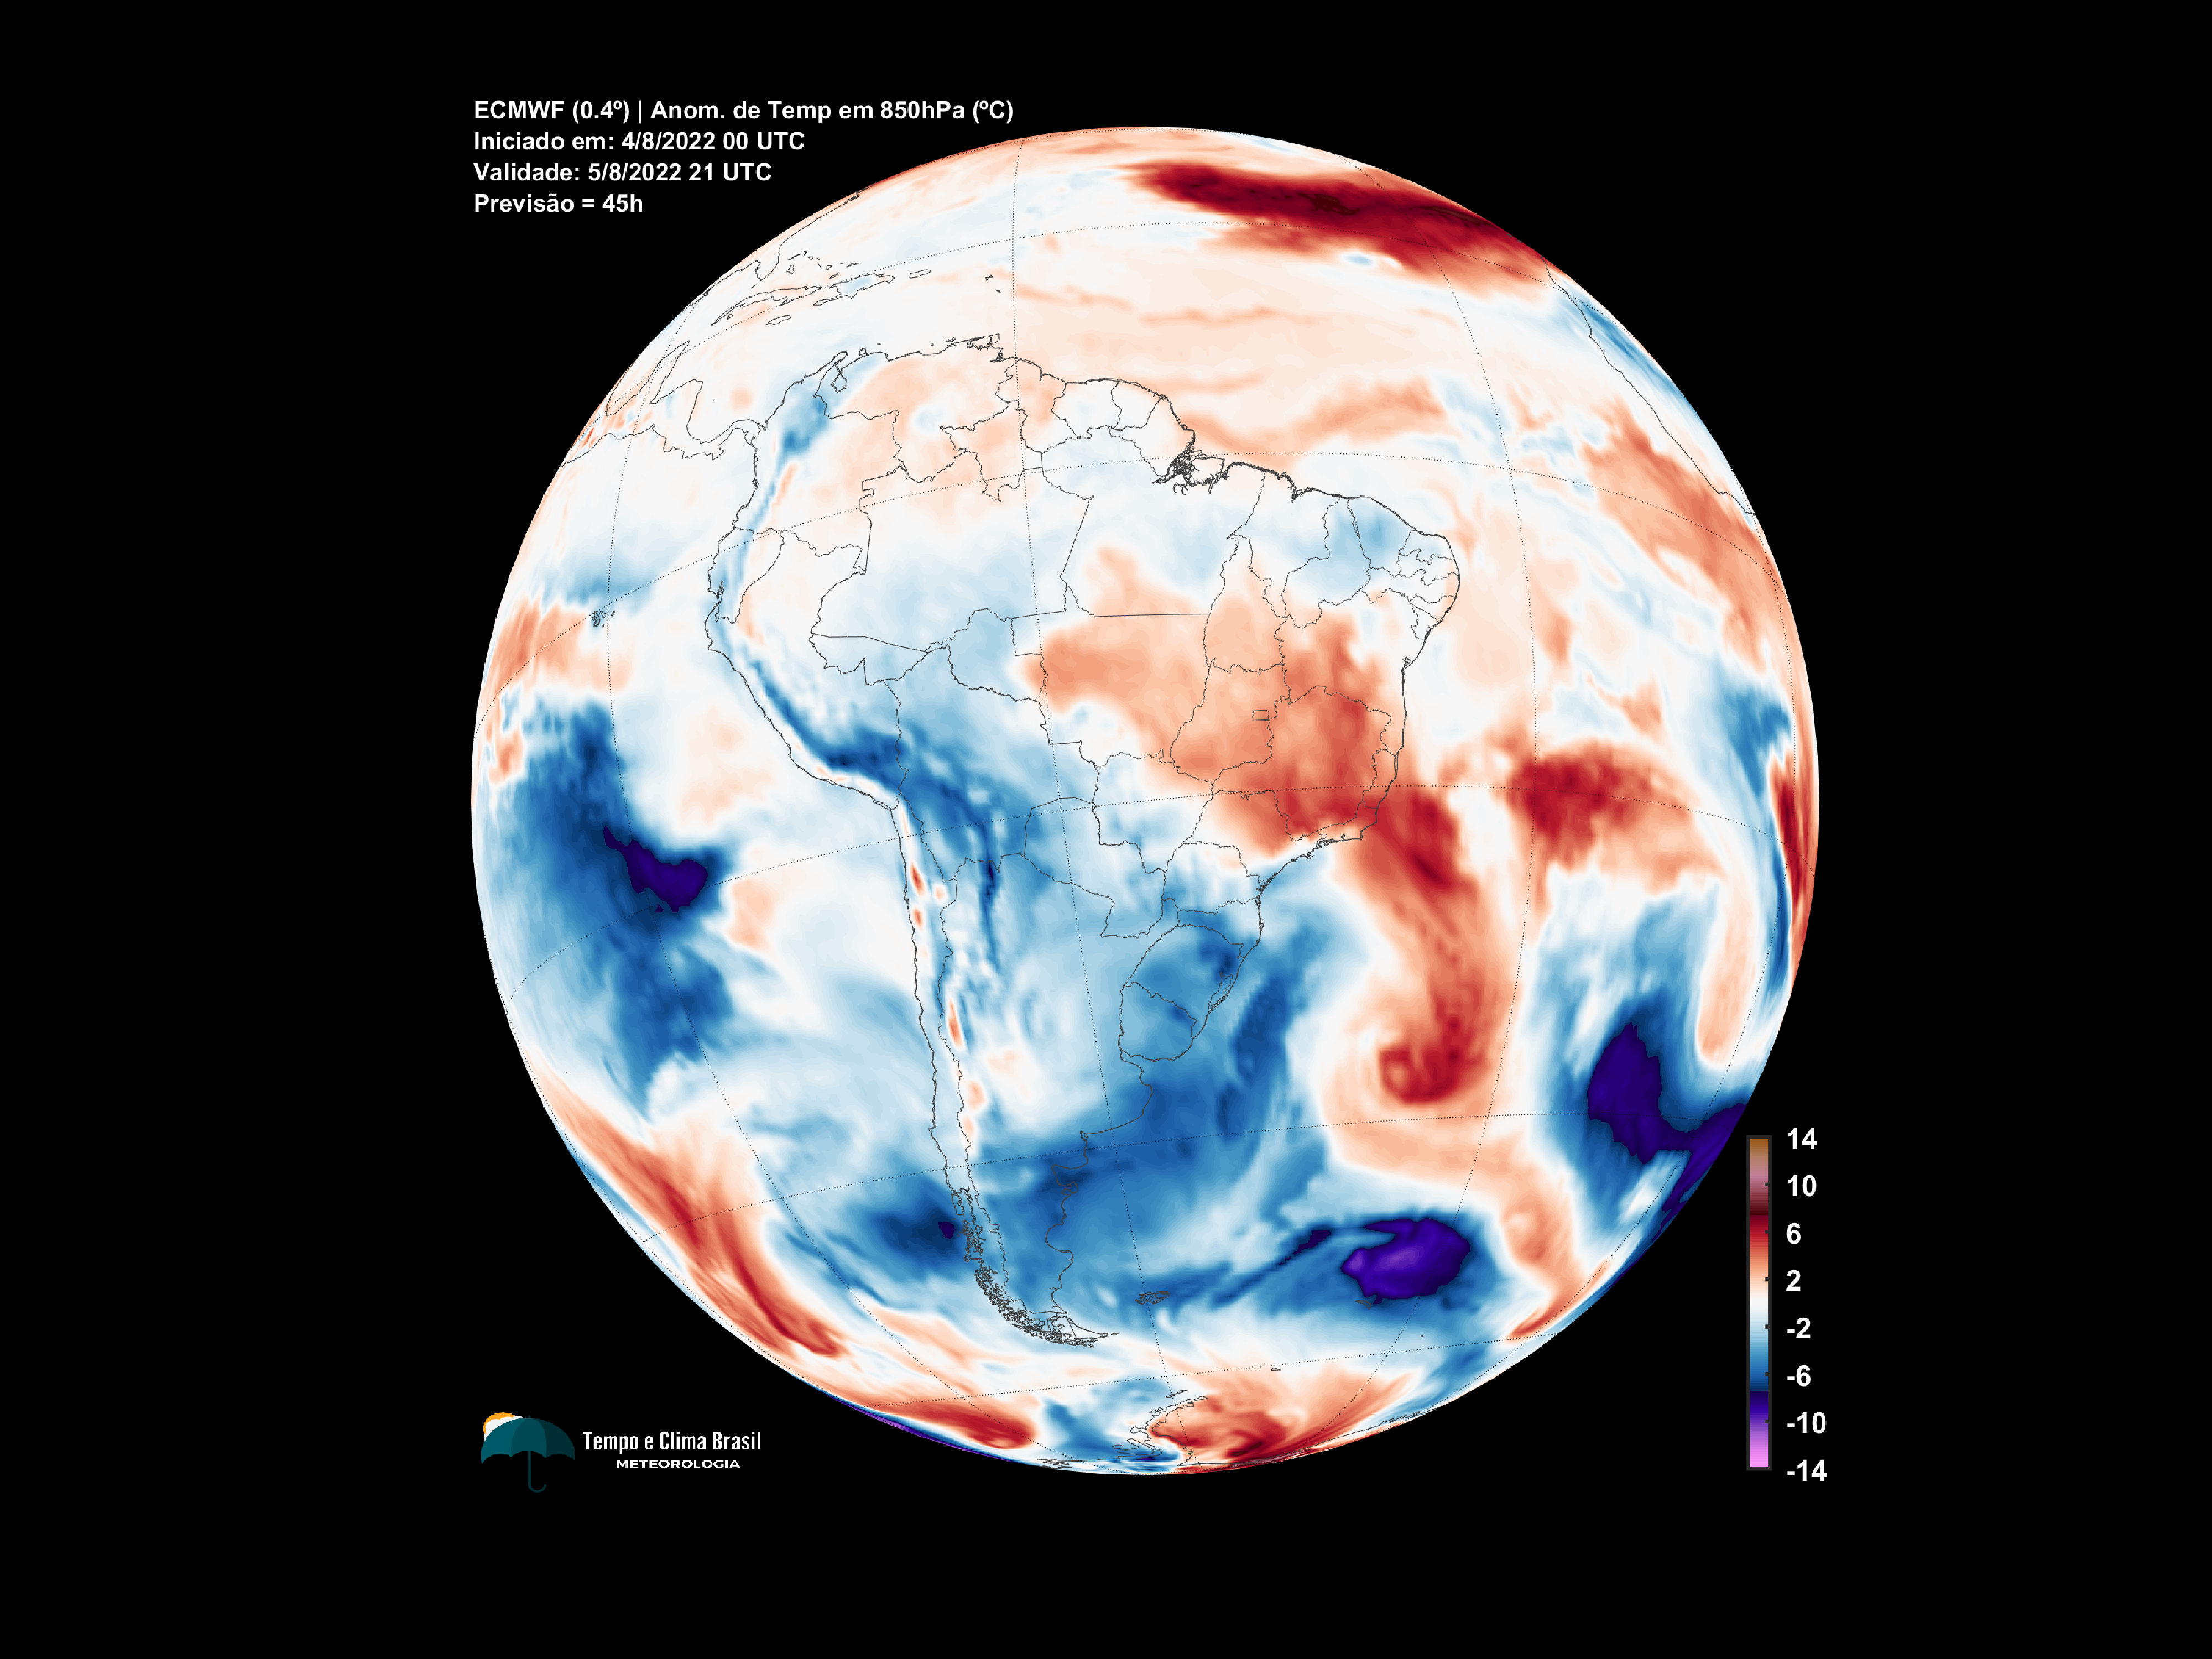 ECMWF (0.4º) | Anom. de Temp em 850hPa (ºC)
Iniciado em: 4/8/2022 00 UTC
Validade: 5/8/2022 21 UTC
Previsão = 45h
14
10
6
2
-2
-6
-10
-14
Tempo e Clima Brasil
METEOROLOGIA